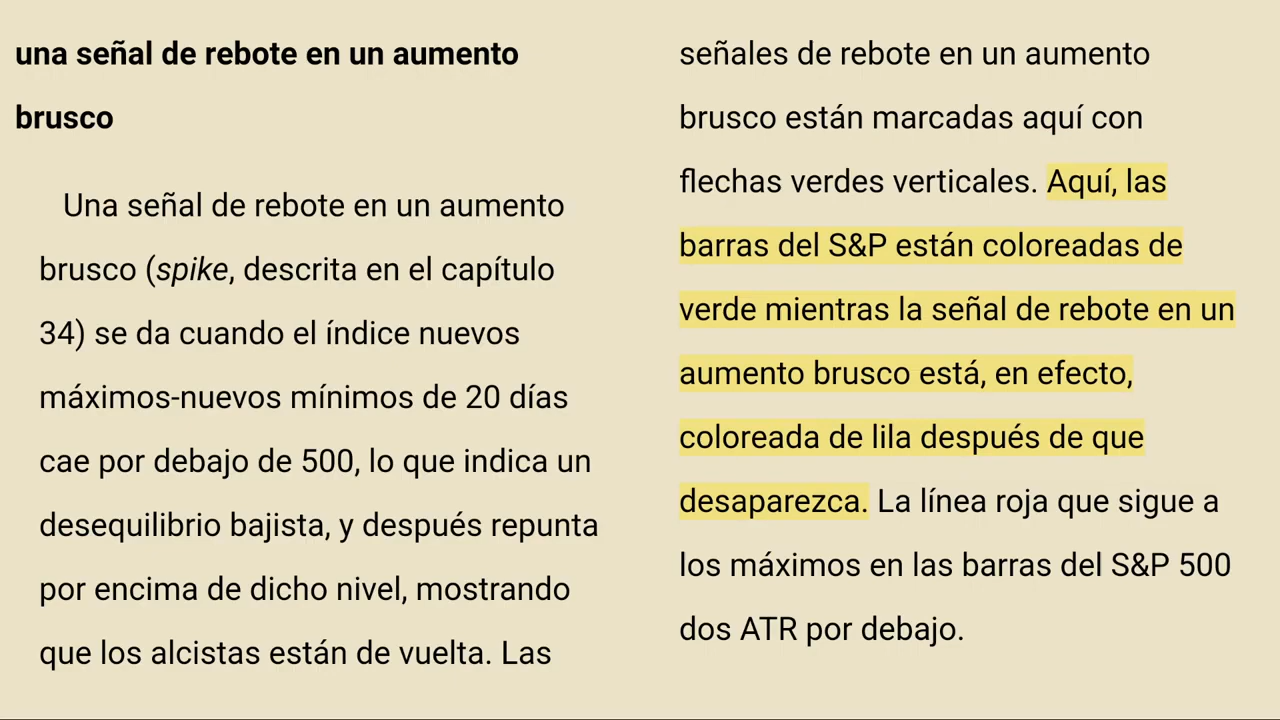 una señal de rebote en un aumento
brusco
Una señal de rebote en un aumento
brusco (spike, descrita en el capítulo
34) se da cuando el índice nuevos
máximos-nuevos mínimos de 20 días
cae por debajo de 500, lo que indica un
desequilibrio bajista, y después repunta
por encima de dicho nivel, mostrando
que los alcistas están de vuelta. Las
señales de rebote en un aumento
brusco están marcadas aquí con
flechas verdes verticales. Aquí, las
barras del S&P están coloreadas de
verde mientras la señal de rebote en un
aumento brusco está, en efecto,
coloreada de lila después de que
desaparezca. La línea roja que sigue a
los máximos en las barras del S&P 500
dos ATR por debajo.